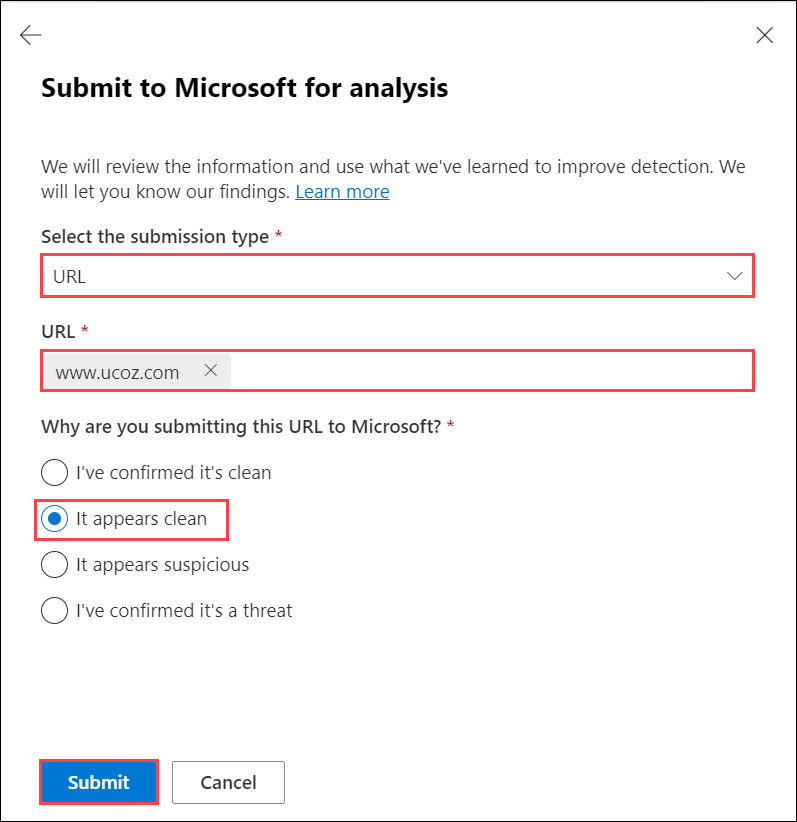 Submit to Microsoft for analysis
We will review the information and use what we've learned to improve detection. We
will let you know our findings. Learn more
Select the submission type *
URL
URL *
www.ucoz.com
Why are you submitting this URL to Microsoft? *
I've confirmed it's clean
It appears clean
It appears suspicious
I've confirmed it's a threat
Submit
Cancel